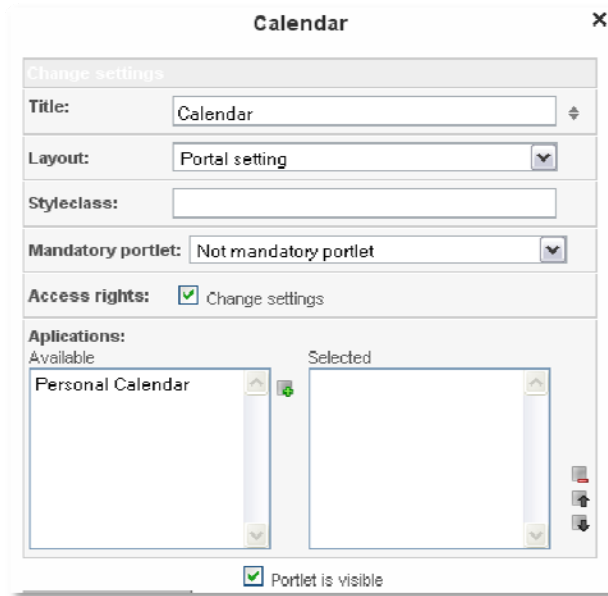 Calendar
Change settings
Title: Calendar
Layout: Portal setting
Styleclass:
Mandatory portlet: Not mandatory portlet
Access rights: Change settings
Aplications:
Available Selected
Personal Calendar
Portlet is visible